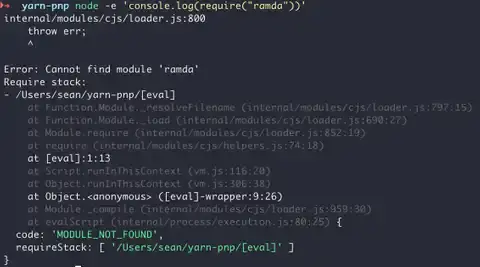 ➜ yarn-pnp node -e 'console.log(require("ramda"))'
internal/modules/cjs/loader.js:800
    throw err;
    ^

Error: Cannot find module 'ramda'
Require stack:
- /Users/sean/yarn-pnp/[eval]
    at Function.Module._resolveFilename (internal/modules/cjs/loader.js:797:15)
    at Function.Module._load (internal/modules/cjs/loader.js:690:27)
    at Module.require (internal/modules/cjs/loader.js:852:19)
    at require (internal/modules/cjs/helpers.js:74:18)
    at [eval]:1:13
    at Script.runInThisContext (vm.js:116:20)
    at Object.runInThisContext (vm.js:306:38)
    at Object.<anonymous> ([eval]-wrapper:9:26)
    at Module._compile (internal/modules/cjs/loader.js:959:30)
    at evalScript (internal/process/execution.js:80:25) {
  code: 'MODULE_NOT_FOUND',
  requireStack: [ '/Users/sean/yarn-pnp/[eval]' ]
}